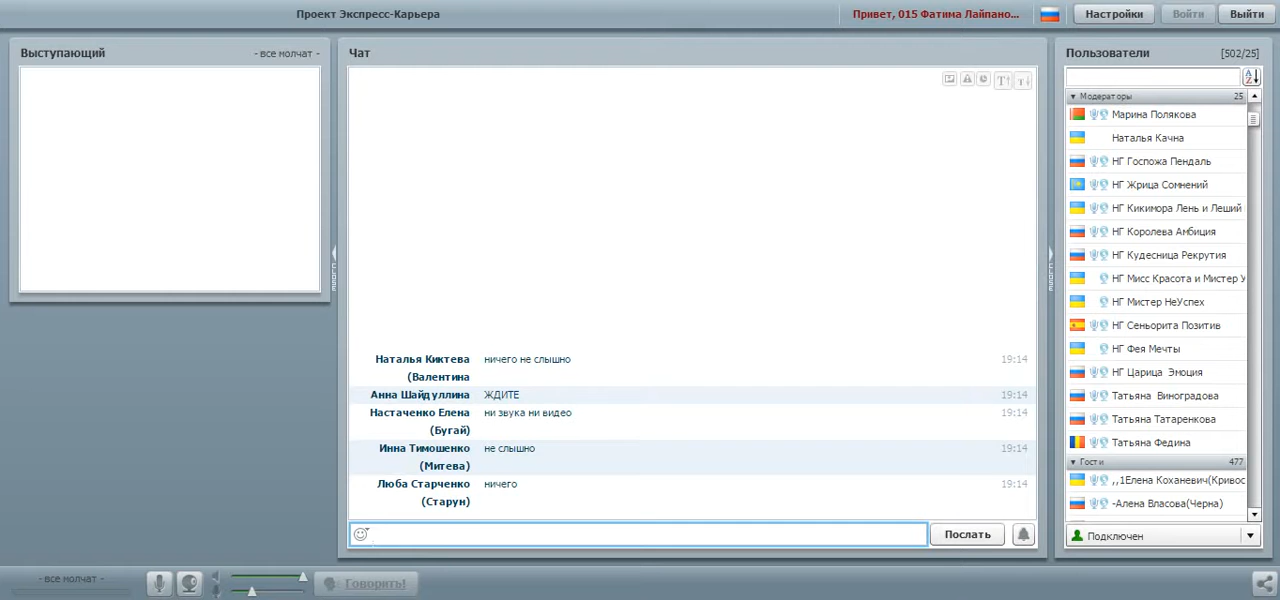 Проект Экспресс-Карьера
Привет, 015 Фатима Лайпано...
Настройки
Войти
Выйти
Выступающий
- все молчат -
Чат
Наталья Киктева ничего не слышно 19:14
(Валентина
Анна Шайдуллина ЖДИТЕ 19:14
Настаченко Елена ни звука ни видео 19:14
(Бугай)
Инна Тимошенко не слышно 19:14
(Митева)
Люба Старченко ничего 19:14
(Старун)
Послать
Пользователи [502/25]
Модераторы 25
Марина Полякова
Наталья Качна
НГ Госпожа Пендаль
НГ Жрица Сомнений
НГ Кикимора Лень и Леший
НГ Королева Амбиция
НГ Кудесница Рекрутия
НГ Мисс Красота и Мистер У
НГ Мистер НеУспех
НГ Сеньорита Позитив
НГ Фея Мечты
НГ Царица Эмоция
Татьяна Виноградова
Татьяна Татаренкова
Татьяна Федина
Гости 477
,,1Елена Коханевич(Кривос
-Алена Власова(Черна)
Подключен
- все молчат -
Говорить!